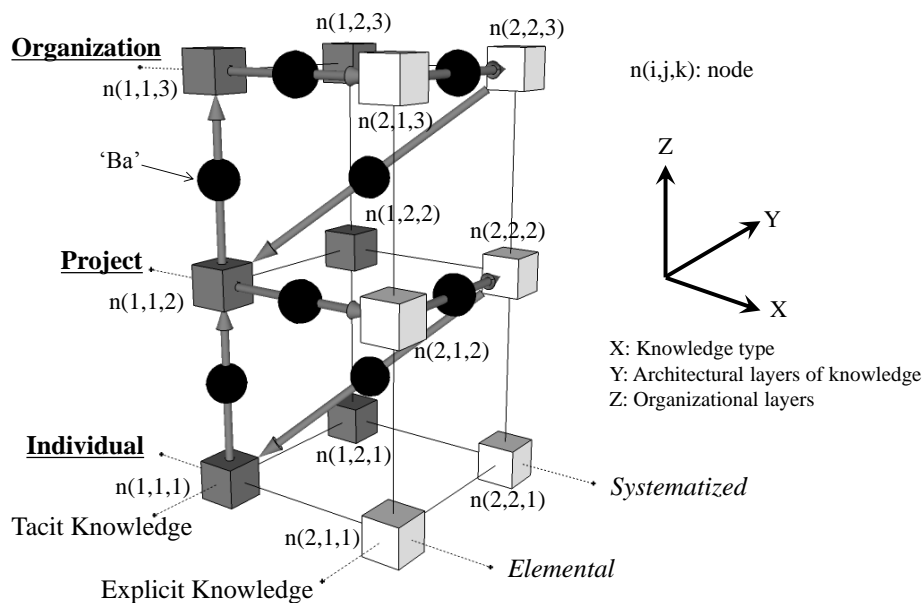 n(1,2,3)
n(2,2,3)
Organization
n(1,1,3)
n(2,1,3)
n(i,j,k): node
'Ba'
Z
Y
X
n(1,2,2)
n(2,2,2)
Project
n(1,1,2)
n(2,1,2)
X: Knowledge type
Y: Architectural layers of knowledge
Z: Organizational layers
Individual
n(1,2,1)
n(1,1,1)
n(2,2,1)
Systematized
Tacit Knowledge
n(2,1,1)
Elemental
Explicit Knowledge